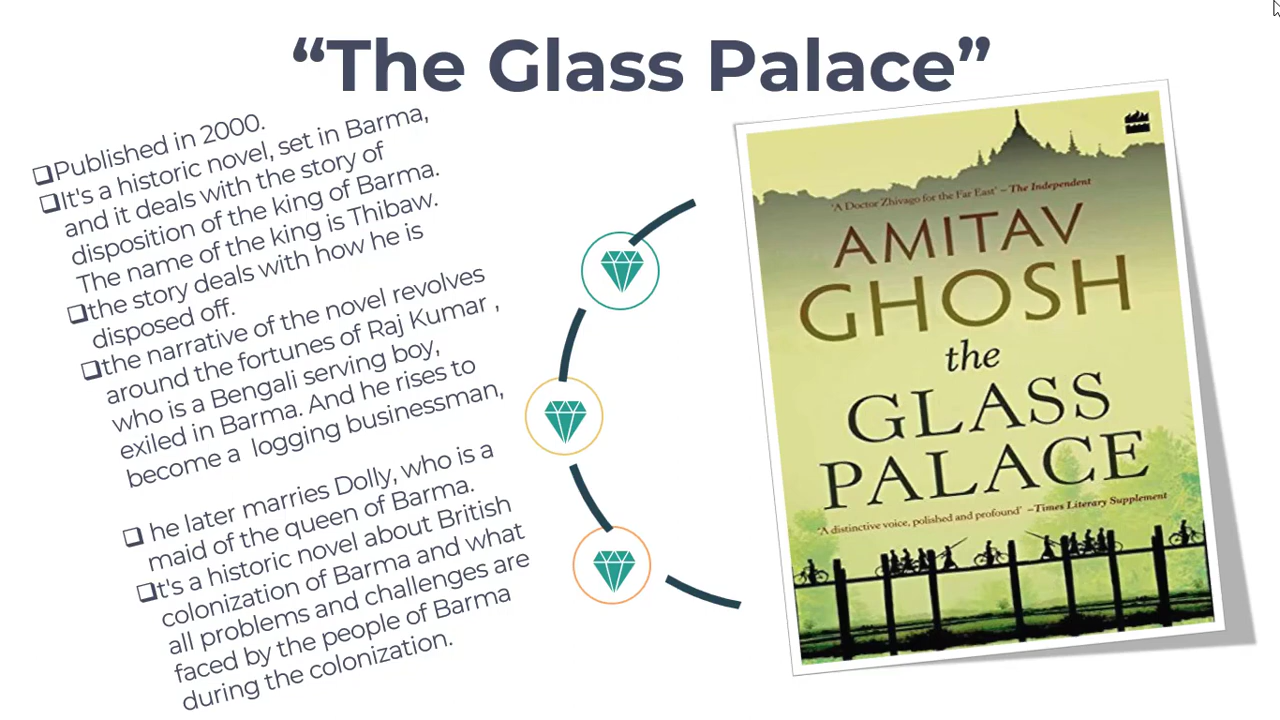 “The Glass Palace”
❑Published in 2000.
❑It's a historic novel, set in Barma,
and it deals with the story of
disposition of the king of Barma.
The name of the king is Thibaw.
❑the story deals with how he is
disposed off.
❑the narrative of the novel revolves
around the fortunes of Raj Kumar ,
who is a Bengali serving boy,
exiled in Barma. And he rises to
become a logging businessman,
❑ he later marries Dolly, who is a
maid of the queen of Barma.
❑t's a historic novel about British
colonization of Barma and what
all problems and challenges are
faced by the people of Barma
during the colonization.
'A Doctor Zhivago for the Far East' – The Independent
AMITAV
GHOSH
the
GLASS
PALACE
'A distinctive voice, polished and profound' –Times Literary Supplement